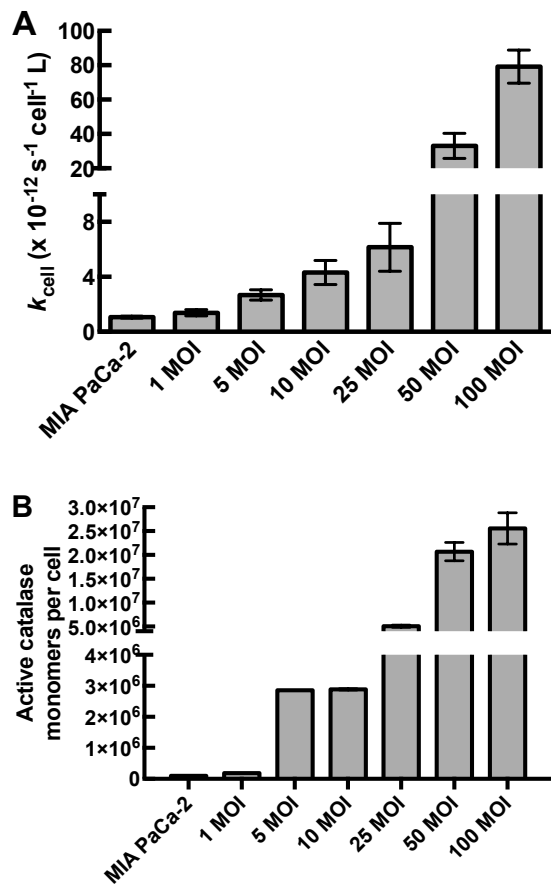 A
k_cell (x 10⁻¹² s⁻¹ cell⁻¹ L)
100
80
60
40
20
8
4
0
MIA PaCa-2
1 MOI
5 MOI
10 MOI
25 MOI
50 MOI
100 MOI
B
Active catalase
monomers per cell
3.0×10⁷
2.5×10⁷
2.0×10⁷
1.5×10⁷
1.0×10⁷
5.0×10⁶
4×10⁶
3×10⁶
2×10⁶
1×10⁶
0
MIA PaCa-2
1 MOI
5 MOI
10 MOI
25 MOI
50 MOI
100 MOI